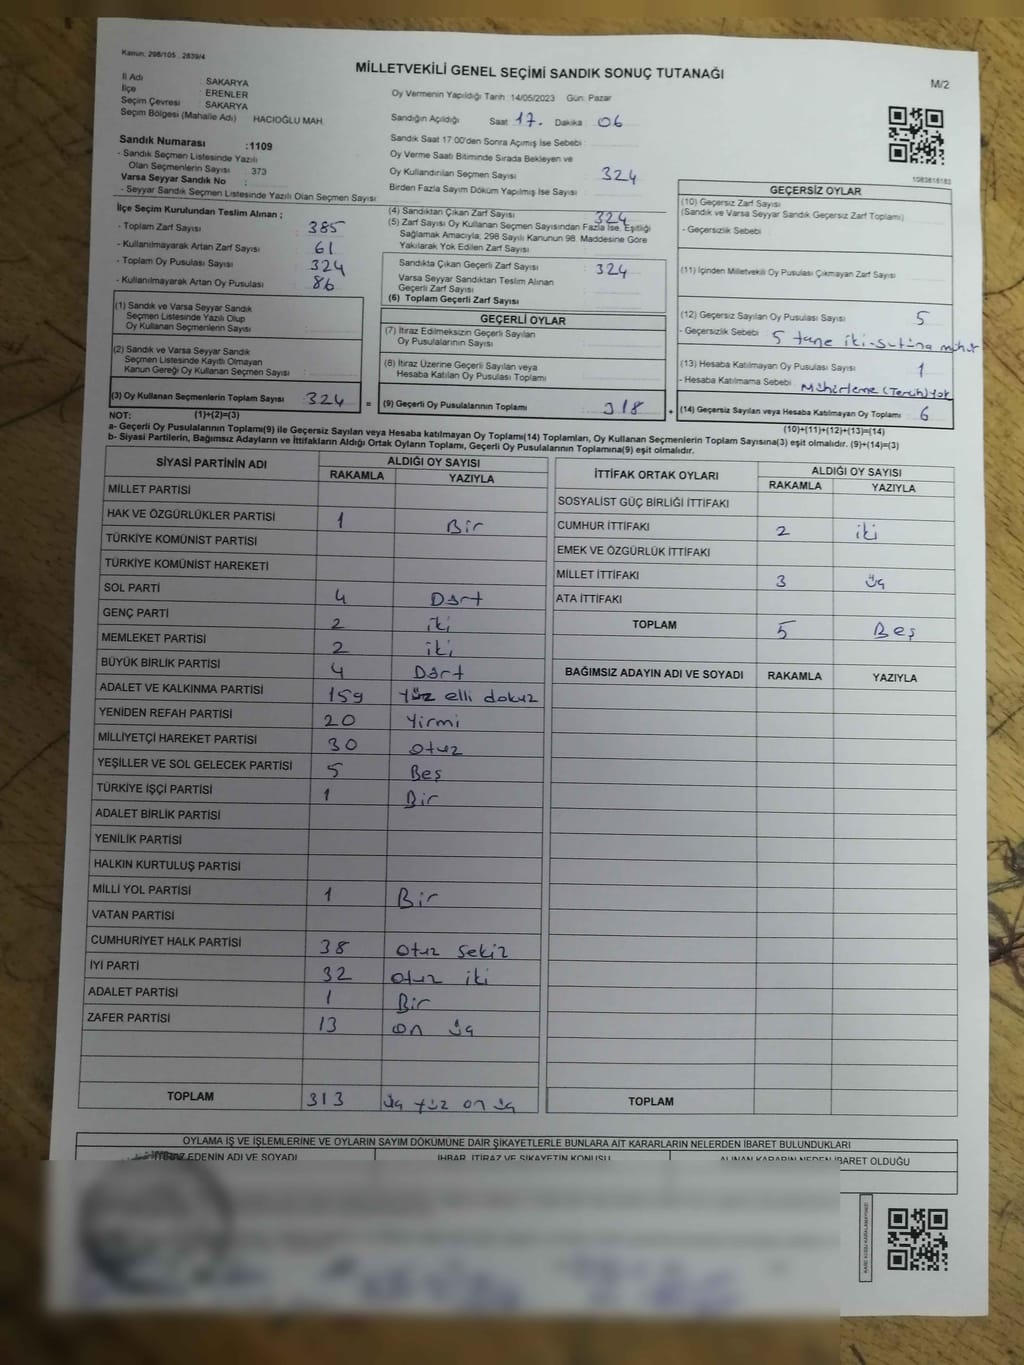 Kanun: 298/105 , 2839/4
MİLLETVEKİLİ GENEL SEÇİMİ SANDIK SONUÇ TUTANAĞI
M/2
İl Adı : SAKARYA
İlçe : ERENLER
Seçim Çevresi : SAKARYA
Seçim Bölgesi (Mahalle Adı) HACIOĞLU MAH.
Oy Vermenin Yapıldığı Tarih :14/05/2023 Gün: Pazar
Sandığın Açıldığı Saat 17. Dakika 06
Sandık Saat 17:00'den Sonra Açımış İse Sebebi :
Oy Verme Saati Bitiminde Sırada Bekleyen ve
Oy Kullandırılan Seçmen Sayısı : 324
Birden Fazla Sayım Döküm Yapılmış İse Sayısı :
Sandık Numarası :1109
- Sandık Seçmen Listesinde Yazılı
Olan Seçmenlerin Sayısı : 373
Varsa Seyyar Sandık No :
- Seyyar Sandık Seçmen Listesinde Yazılı Olan Seçmen Sayısı
İlçe Seçim Kurulundan Teslim Alınan ;
- Toplam Zarf Sayısı : 385
- Kullanılmayarak Artan Zarf Sayısı : 61
- Toplam Oy Pusulası Sayısı : 324
- Kullanılmayarak Artan Oy Pusulası : 86
(1) Sandık ve Varsa Seyyar Sandık
Seçmen Listesinde Yazılı Olup
Oy Kullanan Seçmenlerin Sayısı :
(2) Sandık ve Varsa Seyyar Sandık
Seçmen Listesinde Kayıtlı Olmayan
Kanun Gereği Oy Kullanan Seçmen Sayısı :
(3) Oy Kullanan Seçmenlerin Toplam Sayısı : 324 =
(4) Sandıktan Çıkan Zarf Sayısı : 324
(5) Zarf Sayısı Oy Kullanan Seçmen Sayısından Fazla İse, Eşitliği
Sağlamak Amacıyla; 298 Sayılı Kanunun 98. Maddesine Göre
Yakılarak Yok Edilen Zarf Sayısı :
Sandıkta Çıkan Geçerli Zarf Sayısı : 324
Varsa Seyyar Sandıktan Teslim Alınan
Geçerli Zarf Sayısı :
(6) Toplam Geçerli Zarf Sayısı
GEÇERLİ OYLAR
(7) İtiraz Edilmeksizin Geçerli Sayılan
Oy Pusulalarının Sayısı :
(8) İtiraz Üzerine Geçerli Sayılan veya
Hesaba Katılan Oy Pusulası Toplamı :
(9) Geçerli Oy Pusulalarının Toplamı : 318 +
1083616183
GEÇERSİZ OYLAR
(10) Geçersiz Zarf Sayısı
(Sandık ve Varsa Seyyar Sandık Geçersiz Zarf Toplamı)
- Geçersizlik Sebebi :
(11) İçinden Milletvekili Oy Pusulası Çıkmayan Zarf Sayısı
(12) Geçersiz Sayılan Oy Pusulası Sayısı : 5
- Geçersizlik Sebebi : 5 tane iki-sutuna mühür
(13) Hesaba Katılmayan Oy Pusulası Sayısı : 1
- Hesaba Katılmama Sebebi : Mühürleme (Tercih) yok
(14) Geçersiz Sayılan veya Hesaba Katılmayan Oy Toplamı : 6
NOT: (1)+(2)=(3)
(10)+(11)+(12)+(13)=(14)
a- Geçerli Oy Pusulalarının Toplamı(9) ile Geçersiz Sayılan veya Hesaba katılmayan Oy Toplamı(14) Toplamları, Oy Kullanan Seçmenlerin Toplam Sayısına(3) eşit olmalıdır. (9)+(14)=(3)
b- Siyasi Partilerin, Bağımsız Adayların ve İttifakların Aldığı Ortak Oyların Toplamı, Geçerli Oy Pusulalarının Toplamına(9) eşit olmalıdır.
SİYASİ PARTİNİN ADI ALDIĞI OY SAYISI
RAKAMLA YAZIYLA
MİLLET PARTİSİ
HAK VE ÖZGÜRLÜKLER PARTİSİ 1 Bir
TÜRKİYE KOMÜNİST PARTİSİ
TÜRKİYE KOMÜNİST HAREKETİ
SOL PARTİ 4 Dört
GENÇ PARTİ 2 iki
MEMLEKET PARTİSİ 2 iki
BÜYÜK BİRLİK PARTİSİ 4 Dört
ADALET VE KALKINMA PARTİSİ 159 Yüz elli dokuz
YENİDEN REFAH PARTİSİ 20 Yirmi
MİLLİYETÇİ HAREKET PARTİSİ 30 otuz
YEŞİLLER VE SOL GELECEK PARTİSİ 5 Beş
TÜRKİYE İŞÇİ PARTİSİ 1 Bir
ADALET BİRLİK PARTİSİ
YENİLİK PARTİSİ
HALKIN KURTULUŞ PARTİSİ
MİLLİ YOL PARTİSİ 1 Bir
VATAN PARTİSİ
CUMHURİYET HALK PARTİSİ 38 otuz sekiz
İYİ PARTİ 32 otuz iki
ADALET PARTİSİ 1 Bir
ZAFER PARTİSİ 13 on üç
TOPLAM 313 üç yüz on üç
İTTİFAK ORTAK OYLARI ALDIĞI OY SAYISI
RAKAMLA YAZIYLA
SOSYALİST GÜÇ BİRLİĞİ İTTİFAKI
CUMHUR İTTİFAKI 2 iki
EMEK VE ÖZGÜRLÜK İTTİFAKI
MİLLET İTTİFAKI 3 üç
ATA İTTİFAKI
TOPLAM 5 Beş
BAĞIMSIZ ADAYIN ADI VE SOYADI RAKAMLA YAZIYLA
TOPLAM
OYLAMA İŞ VE İŞLEMLERİNE VE OYLARIN SAYIM DÖKÜMÜNE DAİR ŞİKAYETLERLE BUNLARA AİT KARARLARIN NELERDEN İBARET BULUNDUKLARI
İTİRAZ EDENİN ADI VE SOYADI İHBAR, İTİRAZ VE ŞİKAYETİN KONUSU ALINAN KARARIN NEDEN İBARET OLDUĞU
KARE KODU KARALAMAYINIZ!